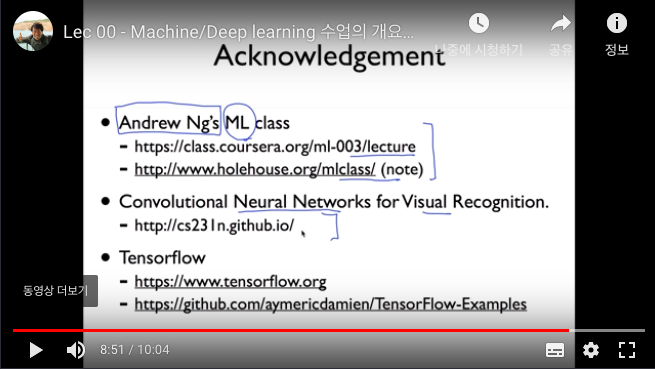 Lec 00 - Machine/Deep learning 수업의 개요...
나중에 시청하기
공유
정보
Acknowledgement
• Andrew Ng's ML class
– https://class.coursera.org/ml-003/lecture
– http://www.holehouse.org/mlclass/ (note)
• Convolutional Neural Networks for Visual Recognition.
– http://cs231n.github.io/
• Tensorflow
– https://www.tensorflow.org
– https://github.com/aymericdamien/TensorFlow-Examples
동영상 더보기
8:51 / 10:04